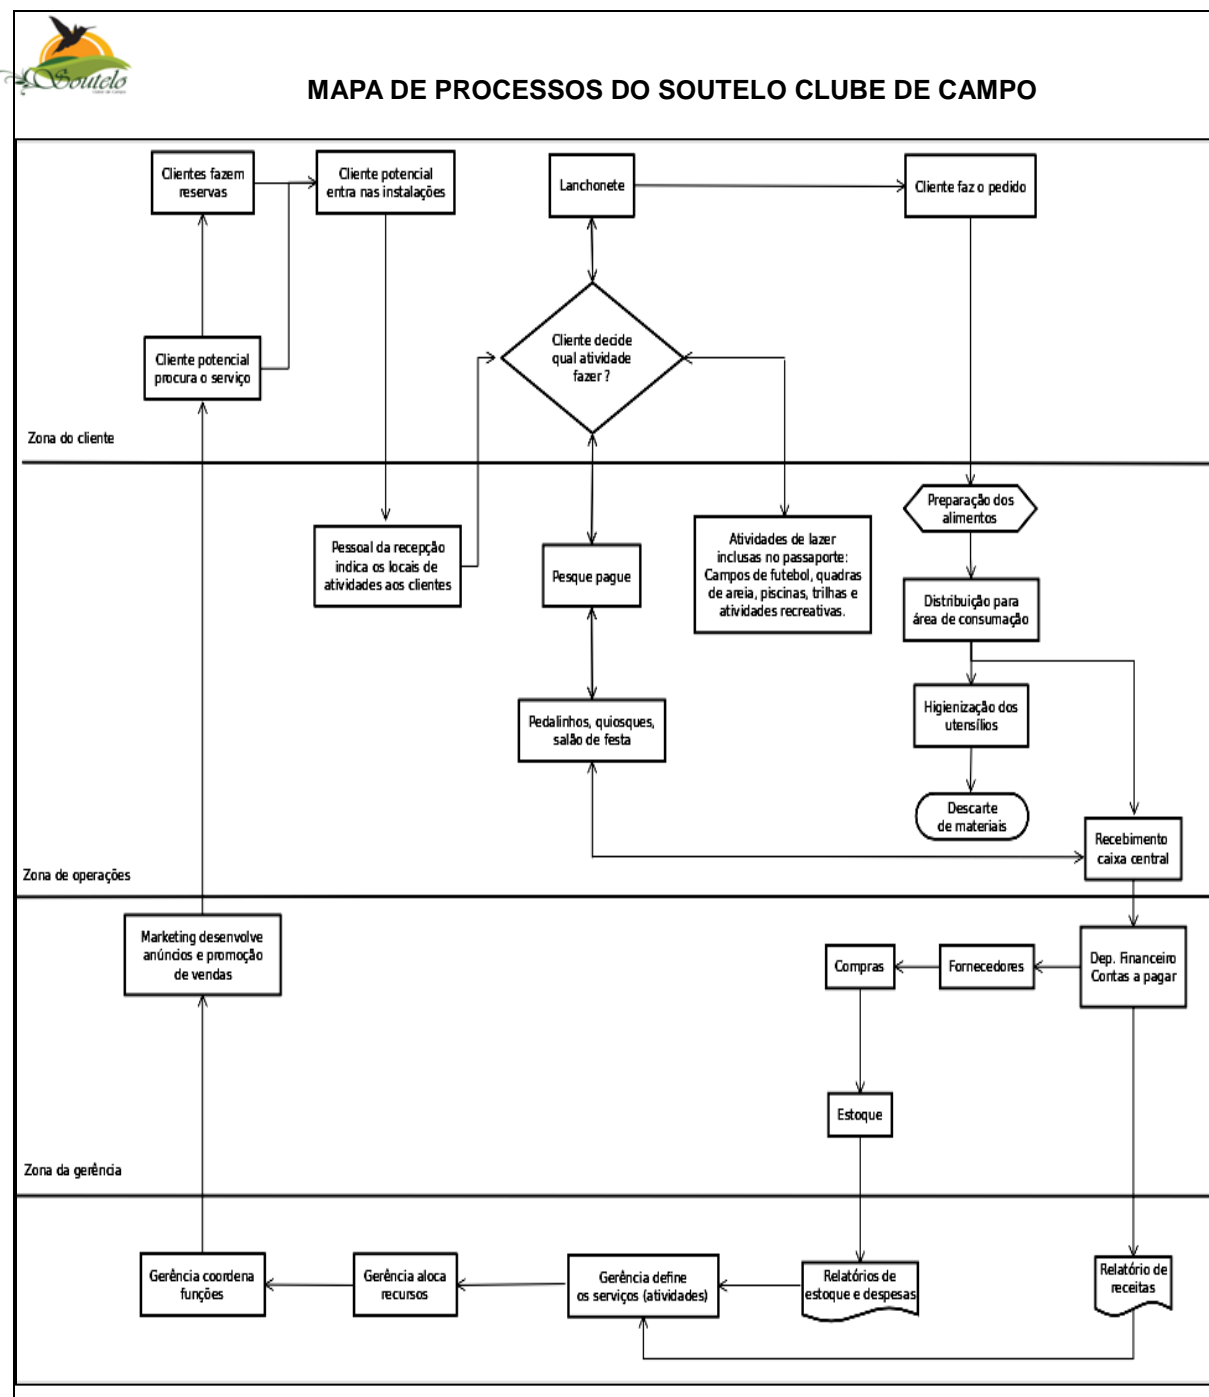 Soutelo
MAPA DE PROCESSOS DO SOUTELO CLUBE DE CAMPO
Clientes fazem
reservas
Cliente potencial
entra nas instalações
Lanchonete
Cliente faz o pedido
Cliente decide
qual atividade
fazer ?
Cliente potencial
procura o serviço
Zona do cliente
Preparação dos
alimentos
Pessoal da recepção
indica os locais de
atividades aos clientes
Pesque pague
Atividades de lazer
inclusas no passaporte:
Campos de futebol, quadras
de areia, piscinas, trilhas e
atividades recreativas.
Distribuição para
área de consumação
Pedalinhos, quiosques,
salão de festa
Higienização dos
utensílios
Descarte
de materiais
Recebimento
caixa central
Zona de operações
Marketing desenvolve
anúncios e promoção
de vendas
Compras
Fornecedores
Dep. Financeiro
Contas a pagar
Estoque
Zona da gerência
Gerência coordena
funções
Gerência aloca
recursos
Gerência define
os serviços (atividades)
Relatórios de
estoque e despesas
Relatório de
receitas